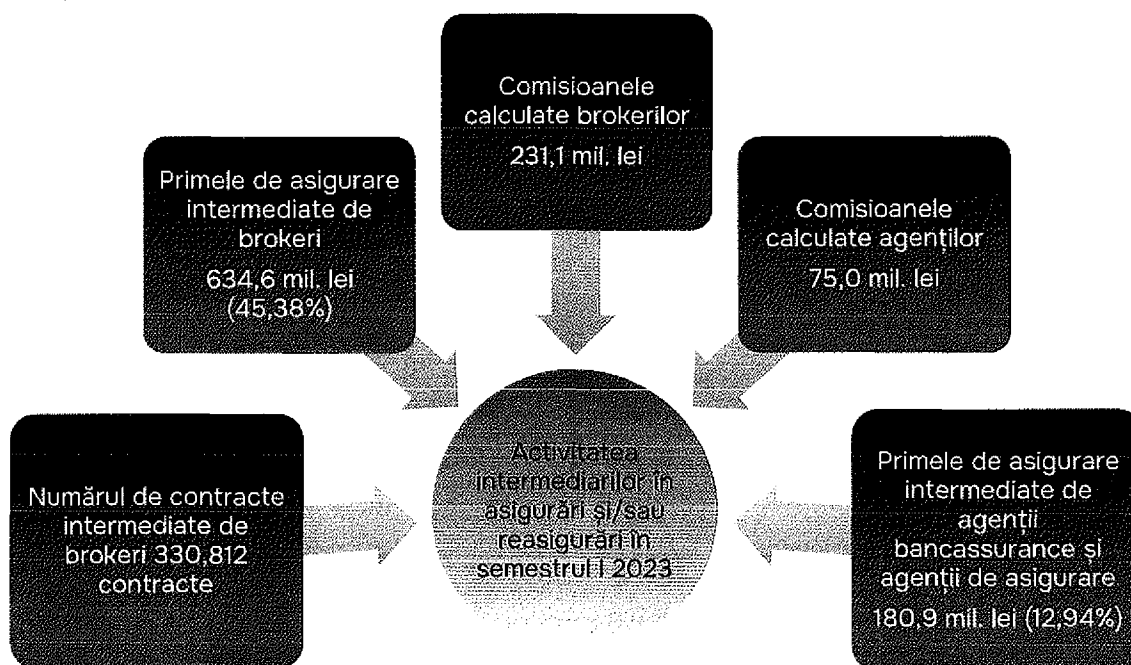 Comisioanele
calculate brokerilor
231,1 mil. lei
Primele de asigurare
intermediate de
brokeri
634,6 mil. lei
(45,38%)
Comisioanele
calculate agenților
75,0 mil. lei
Numărul de contracte
intermediate de
brokeri 330,812
contracte
Activitatea
intermediarilor în
asigurări și/sau
reasigurări în
semestrul I 2023
Primele de asigurare
intermediate de
agenții
bancassurance și
agenții de asigurare
180,9 mil. lei (12,94%)